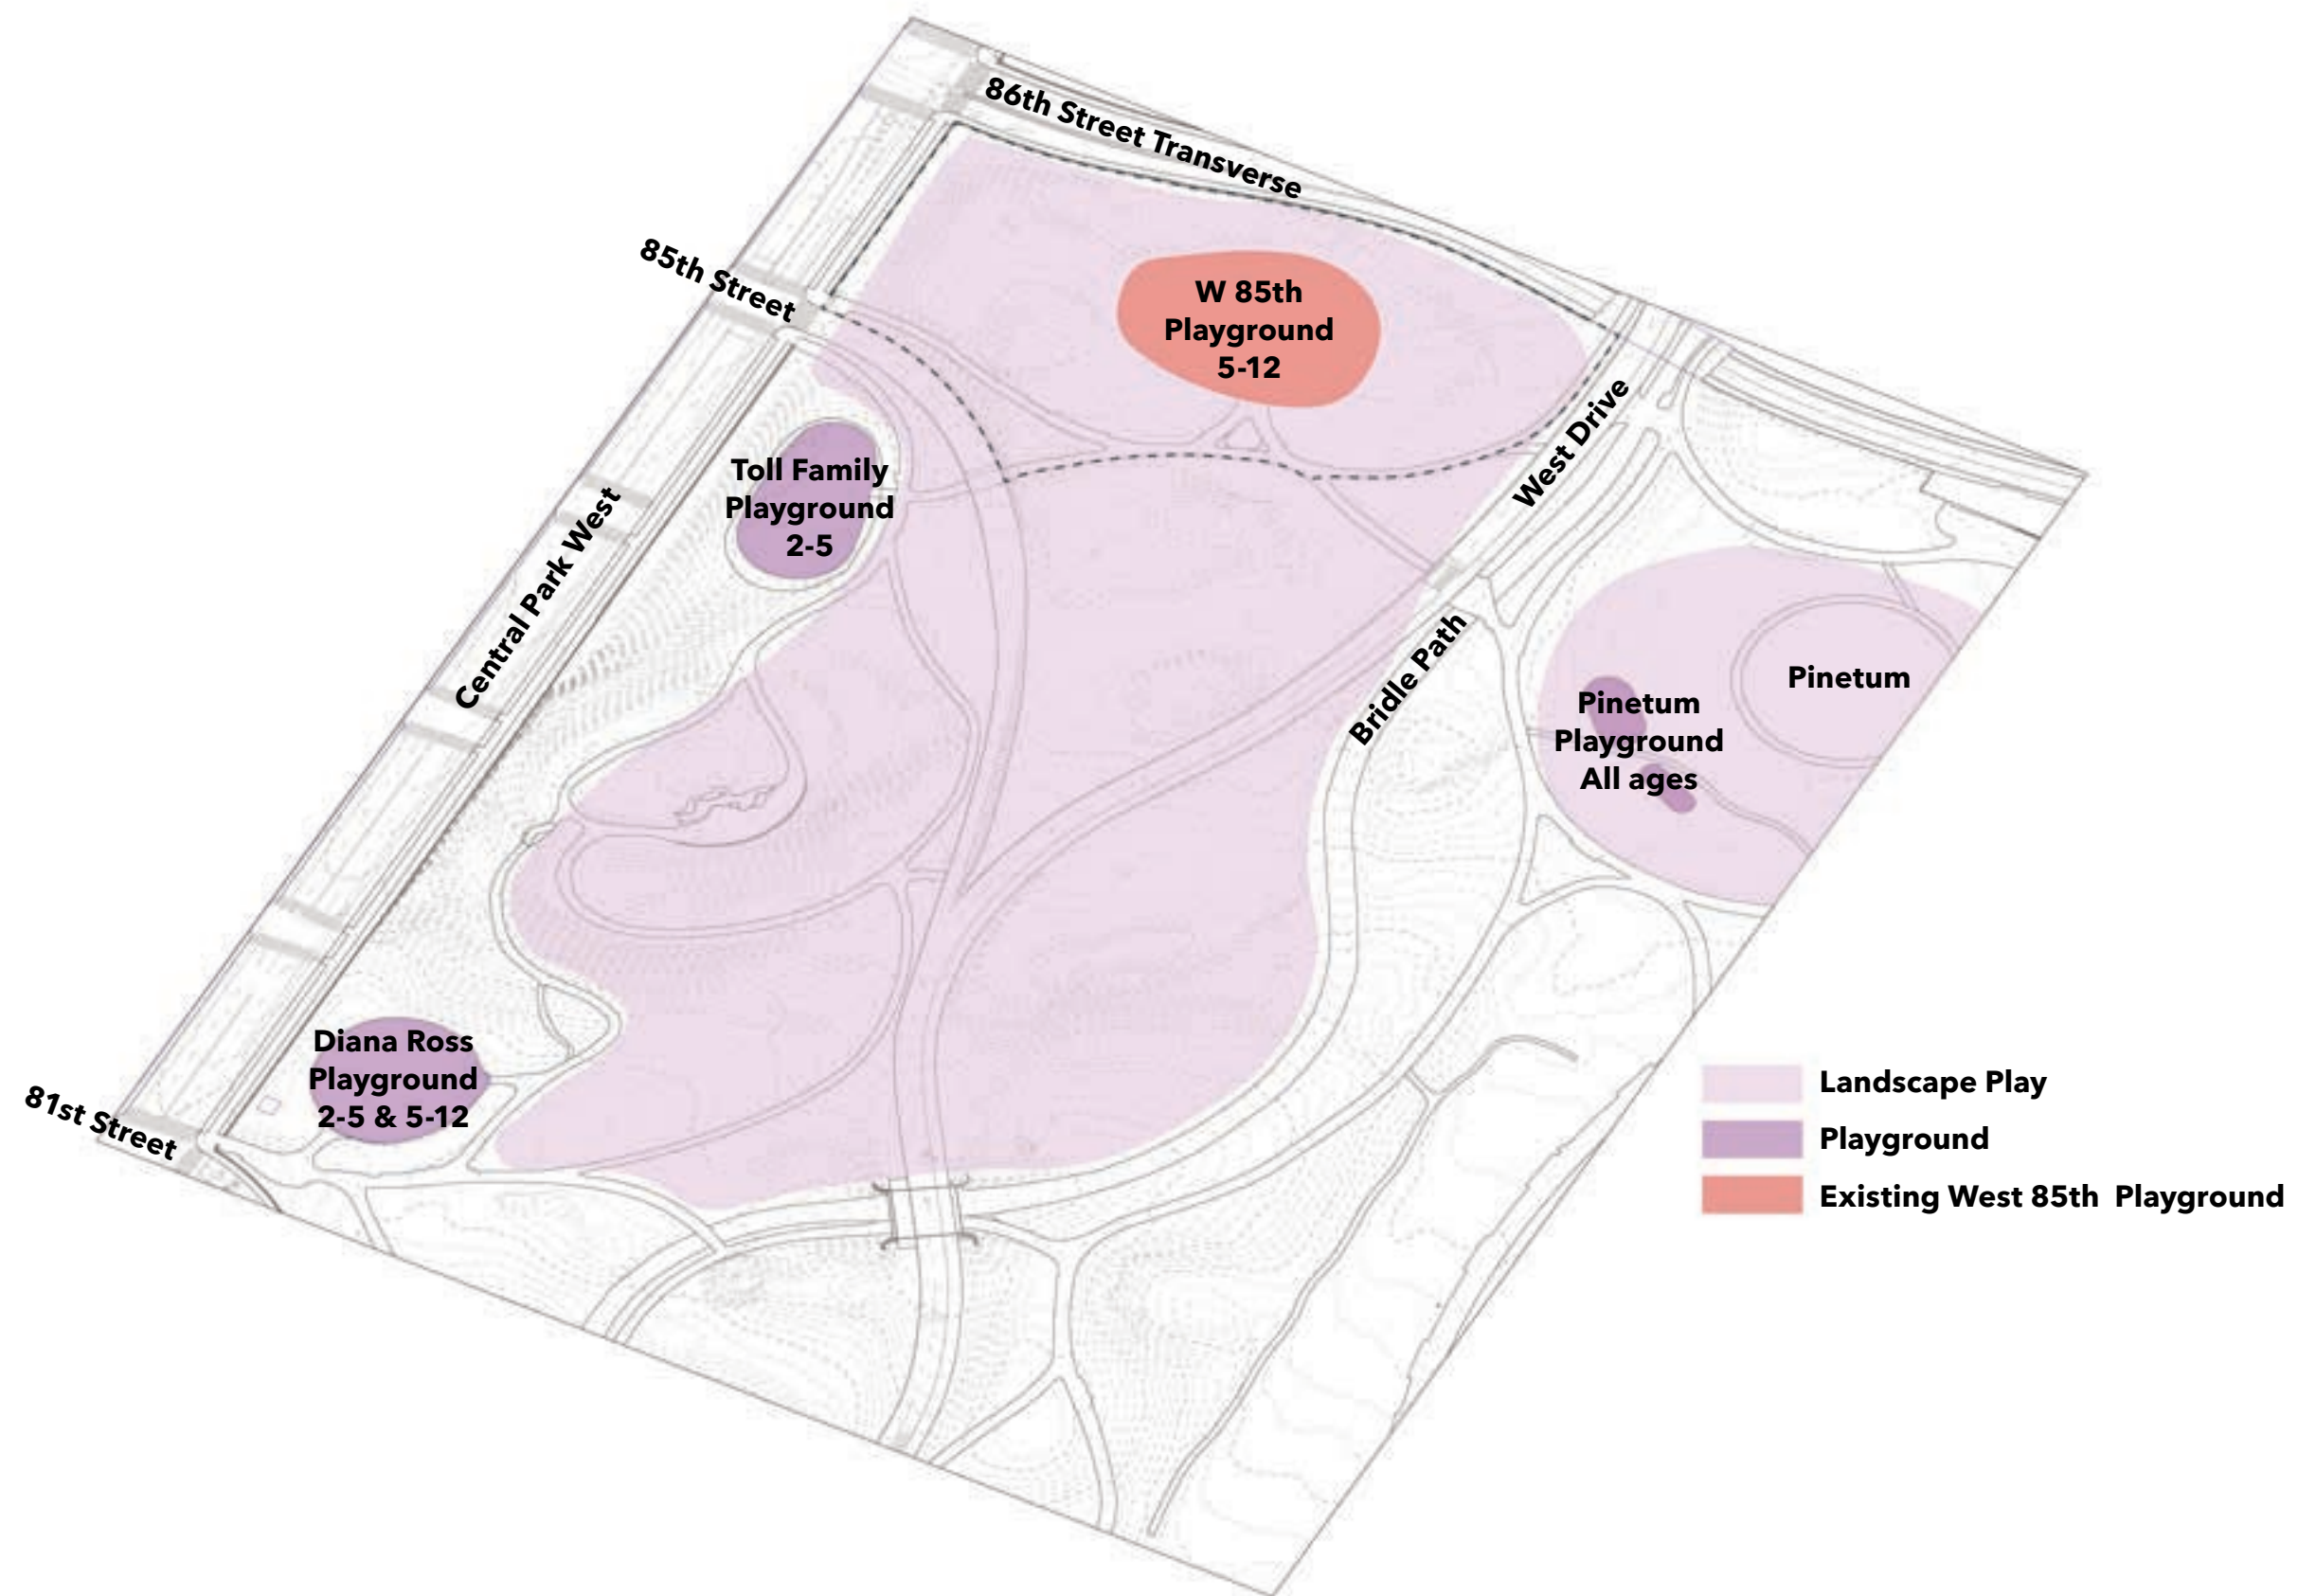 86th Street Transverse
85th Street
W 85th
Playground
5-12
West Drive
Toll Family
Playground
2-5
Central Park West
Bridle Path
Pinetum
Pinetum
Playground
All ages
Diana Ross
Playground
2-5 & 5-12
81st Street
Landscape Play
Playground
Existing West 85th Playground